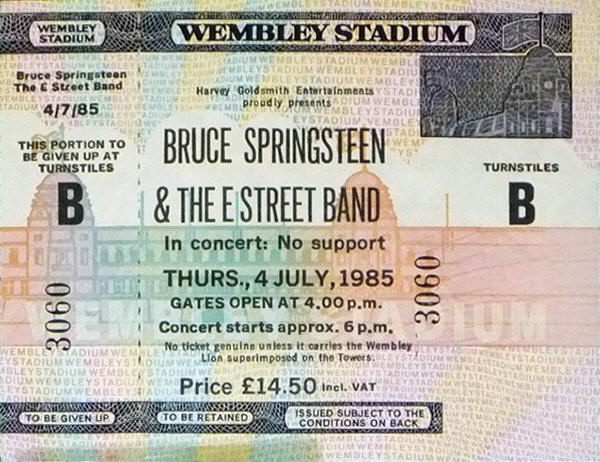 WEMBLEY
STADIUM
Bruce Springsteen
The E Street Band
4/7/85
THIS PORTION TO
BE GIVEN UP AT
TURNSTILES
B
3060
TO BE GIVEN UP
WEMBLEY STADIUM
Harvey Goldsmith Entertainments
proudly presents
BRUCE SPRINGSTEEN
& THE E STREET BAND
In concert: No support
THURS., 4 JULY, 1985
GATES OPEN AT 4.00 p.m.
Concert starts approx. 6 p.m.
No ticket genuine unless it carries the Wembley
Lion superimposed on the Towers.
Price £14.50 Incl. VAT
TO BE RETAINED
ISSUED SUBJECT TO THE
CONDITIONS ON BACK
TURNSTILES
B
3060
WEMBLEY STADIUM